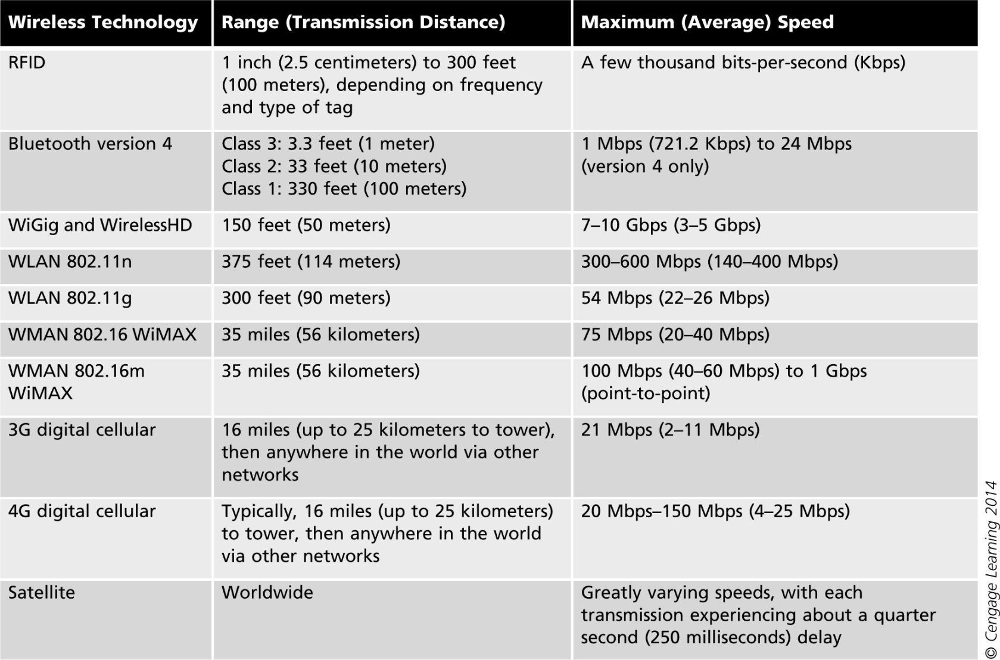 Wireless Technology Range (Transmission Distance) Maximum (Average) Speed
RFID 1 inch (2.5 centimeters) to 300 feet A few thousand bits-per-second (Kbps)
(100 meters), depending on frequency
and type of tag
Bluetooth version 4 Class 3: 3.3 feet (1 meter) 1 Mbps (721.2 Kbps) to 24 Mbps
Class 2: 33 feet (10 meters) (version 4 only)
Class 1: 330 feet (100 meters)
WiGig and WirelessHD 150 feet (50 meters) 7–10 Gbps (3–5 Gbps)
WLAN 802.11n 375 feet (114 meters) 300–600 Mbps (140–400 Mbps)
WLAN 802.11g 300 feet (90 meters) 54 Mbps (22–26 Mbps)
WMAN 802.16 WiMAX 35 miles (56 kilometers) 75 Mbps (20–40 Mbps)
WMAN 802.16m 35 miles (56 kilometers) 100 Mbps (40–60 Mbps) to 1 Gbps
WiMAX (point-to-point)
3G digital cellular 16 miles (up to 25 kilometers to tower), 21 Mbps (2–11 Mbps)
then anywhere in the world via other
networks
4G digital cellular Typically, 16 miles (up to 25 kilometers) 20 Mbps–150 Mbps (4–25 Mbps)
to tower, then anywhere in the world
via other networks
Satellite Worldwide Greatly varying speeds, with each
transmission experiencing about a quarter
second (250 milliseconds) delay
© Cengage Learning 2014